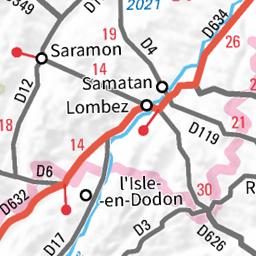 2021
D349
19
D4
D634
26
Saramon
14
Samatan
D12
Lombez
18
D119
21
14
D6
l'Isle-
-en-Dodon
30
R
D632
D3
D17
D626